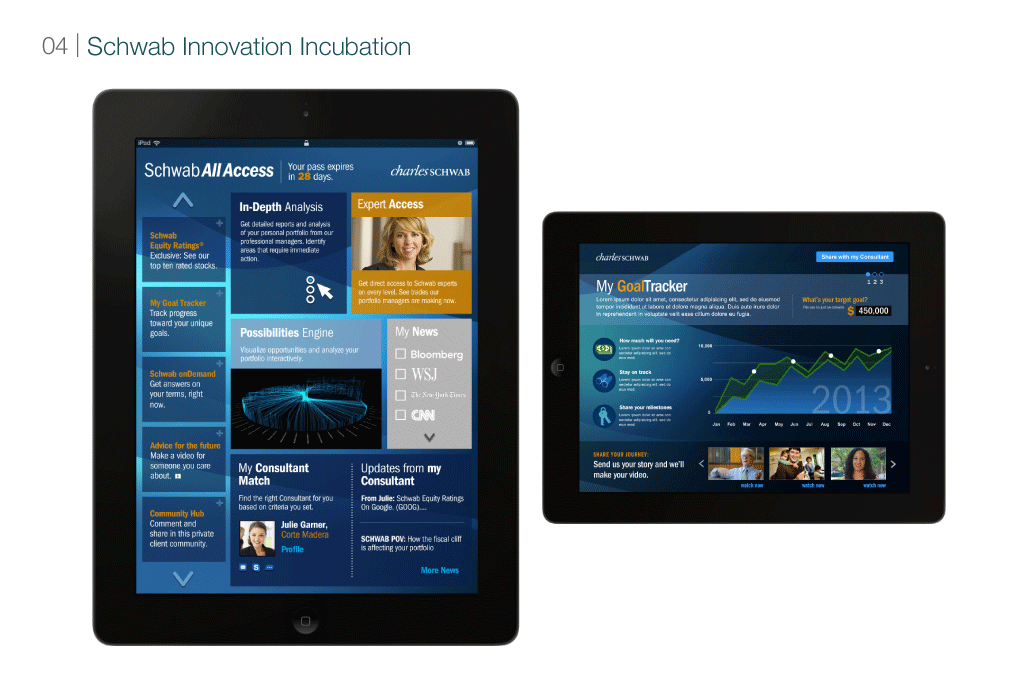 04 | Schwab Innovation Incubation
iPad
Schwab All Access
Your pass expires
in 28 days.
charles SCHWAB
Schwab
Equity Ratings®
Exclusive: See our
top ten rated stocks.
My Goal Tracker
Track progress
toward your unique
goals.
Schwab onDemand
Get answers on
your terms, right
now.
Advice for the future
Make a video for
someone you care
about.
Community Hub
Comment and
share in this private
client community.
In-Depth Analysis
Get detailed reports and analysis
of your personal portfolio from our
professional managers. Identify
areas that require immediate
action.
Expert Access
Get direct access to Schwab experts
on every level. See trades our
portfolio managers are making now.
Possibilities Engine
Visualize opportunities and analyze your
portfolio interactively.
My News
Bloomberg
WSJ
The New York Times
CNN
My Consultant
Match
Find the right Consultant for you
based on criteria you set.
Julie Garner,
Corte Madera
Profile
Updates from my
Consultant
From Julie: Schwab Equity Ratings
On Google. (GOOG)....
SCHWAB POV: How the fiscal cliff
is affecting your portfolio
More News
charles SCHWAB
Share with my Consultant
1 2 3
My GoalTracker
Lorem ipsum dolor sit amet, consectetur adipisicing elit, sed do eiusmod
tempor incididunt ut labore et dolore magna aliqua. Duis aute irure dolor
in reprehenderit in voluptate velit esse cillum dolore eu fugia.
What's your target goal?
$ 450,000
How much will you need?
Stay on track
Share your milestones
10,000
5,000
0
2013
Jan Feb Mar Apr May Jun Jul Aug Sep Oct Nov Dec
SHARE YOUR JOURNEY:
Send us your story and we'll
make your video.
watch now
watch now
watch now